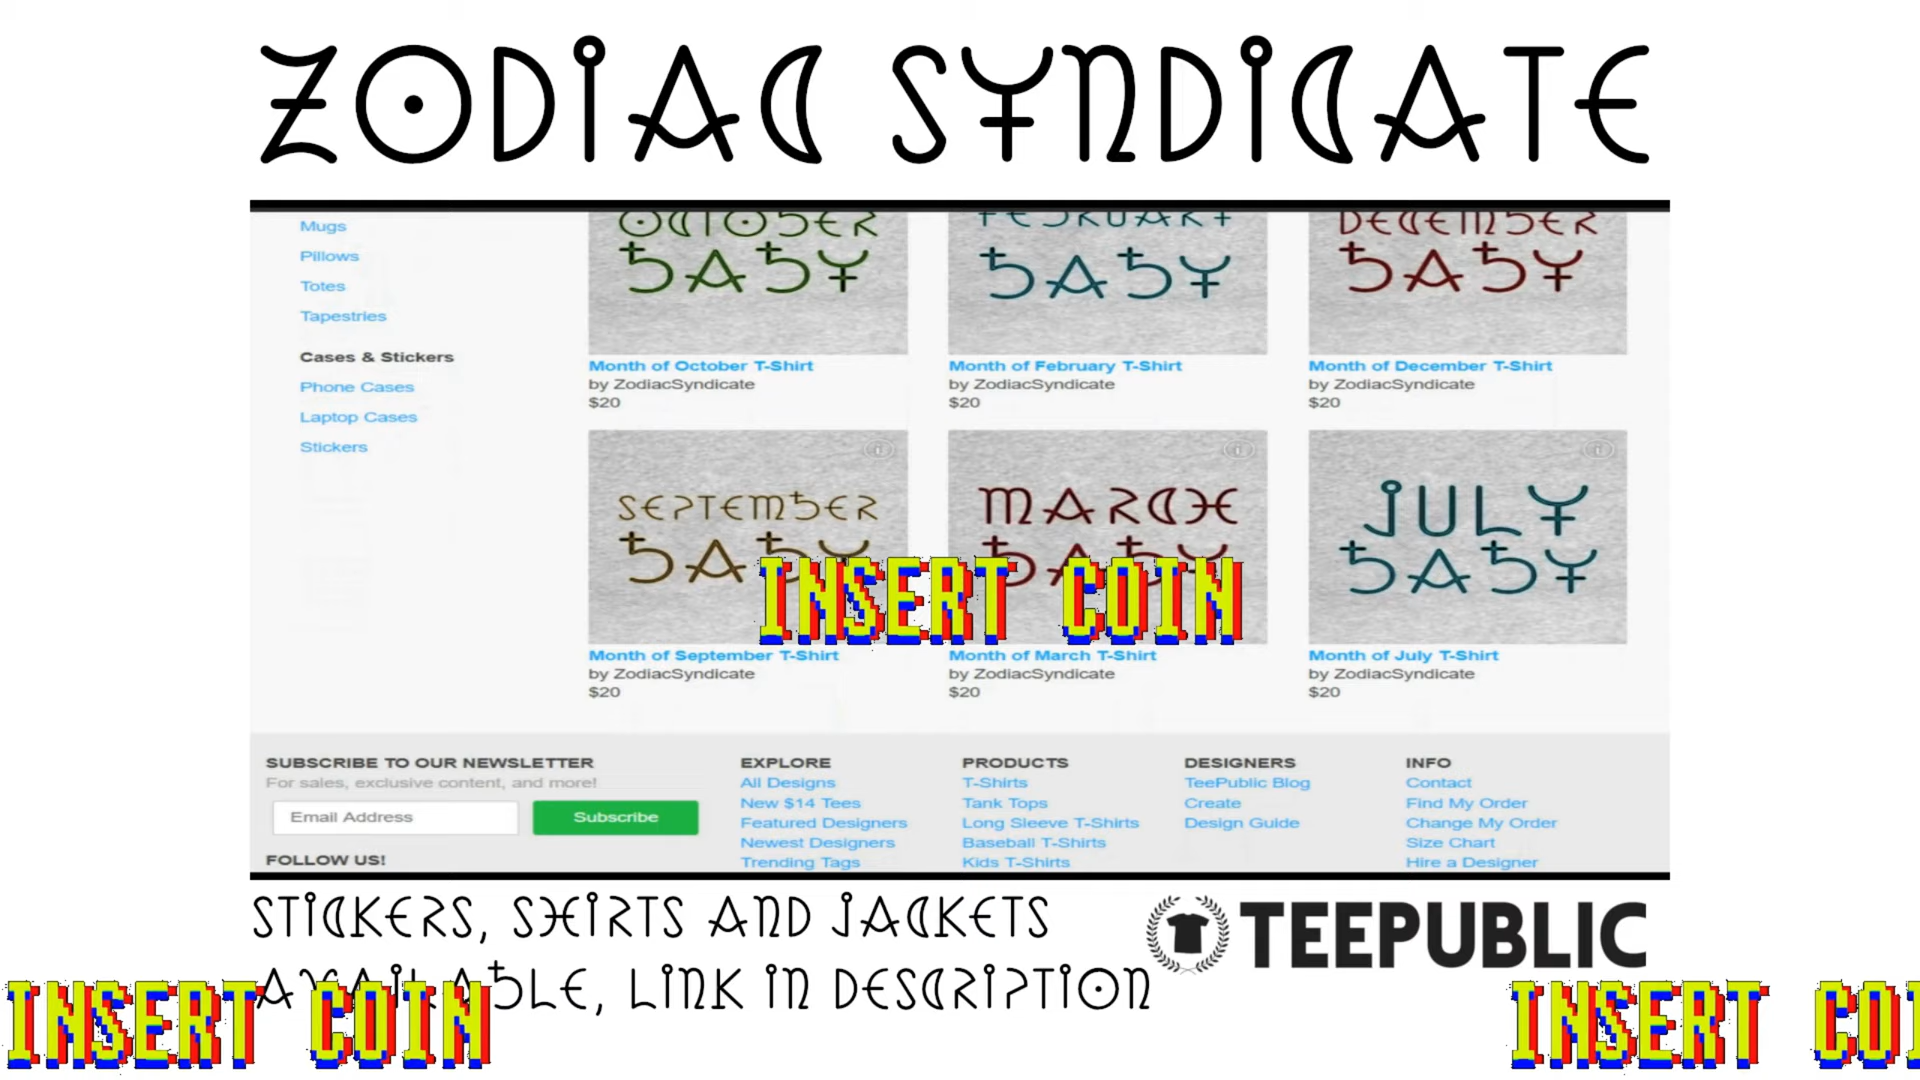 ZODIAC SYNDICATE
Mugs
Pillows
Totes
Tapestries
Cases & Stickers
Phone Cases
Laptop Cases
Stickers
OCTOBER
BABY
FEBRUARY
BABY
DECEMBER
BABY
Month of October T-Shirt
by ZodiacSyndicate
$20
Month of February T-Shirt
by ZodiacSyndicate
$20
Month of December T-Shirt
by ZodiacSyndicate
$20
SEPTEMBER
BABY
MARCH
BABY
JULY
BABY
INSERT COIN
Month of September T-Shirt
by ZodiacSyndicate
$20
Month of March T-Shirt
by ZodiacSyndicate
$20
Month of July T-Shirt
by ZodiacSyndicate
$20
SUBSCRIBE TO OUR NEWSLETTER
For sales, exclusive content, and more!
Email Address
Subscribe
FOLLOW US!
EXPLORE
All Designs
New $14 Tees
Featured Designers
Newest Designers
Trending Tags
PRODUCTS
T-Shirts
Tank Tops
Long Sleeve T-Shirts
Baseball T-Shirts
Kids T-Shirts
DESIGNERS
TeePublic Blog
Create
Design Guide
INFO
Contact
Find My Order
Change My Order
Size Chart
Hire a Designer
STICKERS, SHIRTS AND JACKETS
AVAILABLE, LINK IN DESCRIPTION
TEEPUBLIC
INSERT COIN
INSERT COI